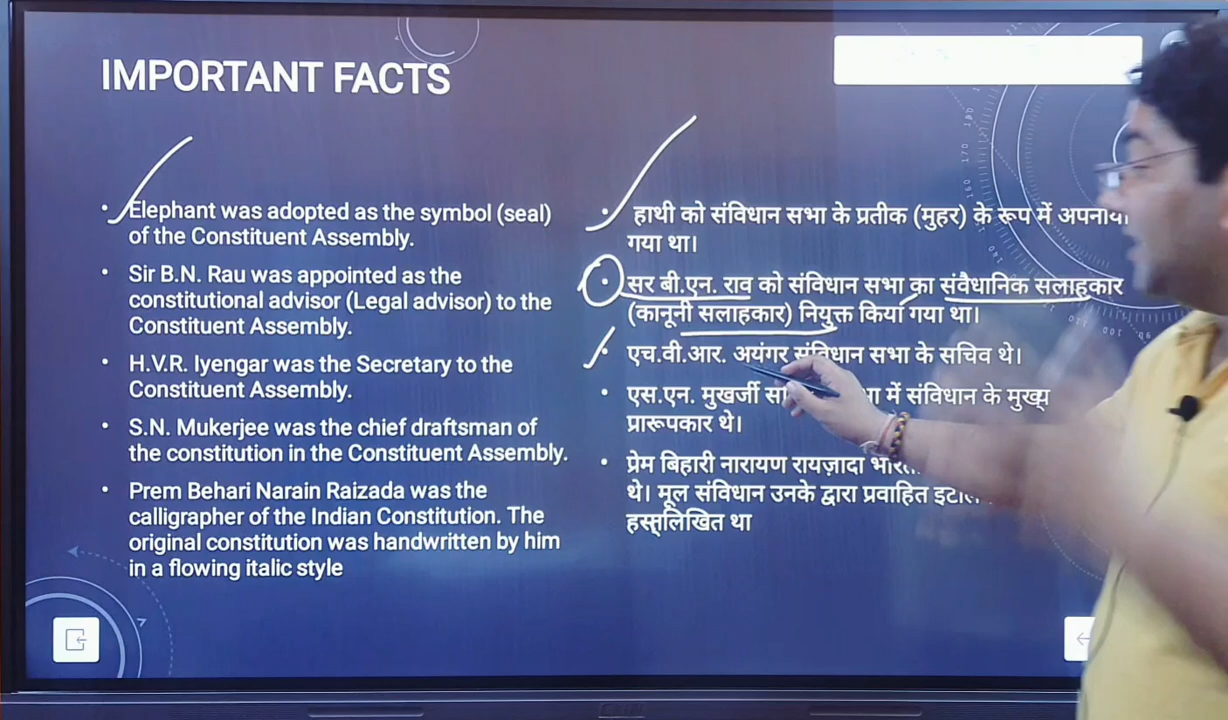 IMPORTANT FACTS
• Elephant was adopted as the symbol (seal)
of the Constituent Assembly.
• Sir B.N. Rau was appointed as the
constitutional advisor (Legal advisor) to the
Constituent Assembly.
• H.V.R. Iyengar was the Secretary to the
Constituent Assembly.
• S.N. Mukerjee was the chief draftsman of
the constitution in the Constituent Assembly.
• Prem Behari Narain Raizada was the
calligrapher of the Indian Constitution. The
original constitution was handwritten by him
in a flowing italic style
• हाथी को संविधान सभा के प्रतीक (मुहर) के रूप में
गया था।
• सर बी.एन. राव को संविधान सभा का संवैधानिक सलाहकार
(कानूनी सलाहकार) नियुक्त किया गया था।
• एच.वी.आर. अयंगर संविधान सभा के सचिव थे।
• एस.एन. मुखर्जी में संविधान के मुख्य
प्रारूपकार थे।
• प्रेम बिहारी नारायण रायज़ादा
थे। मूल संविधान उनके द्वारा प्रवाहित
हस्तलिखित था